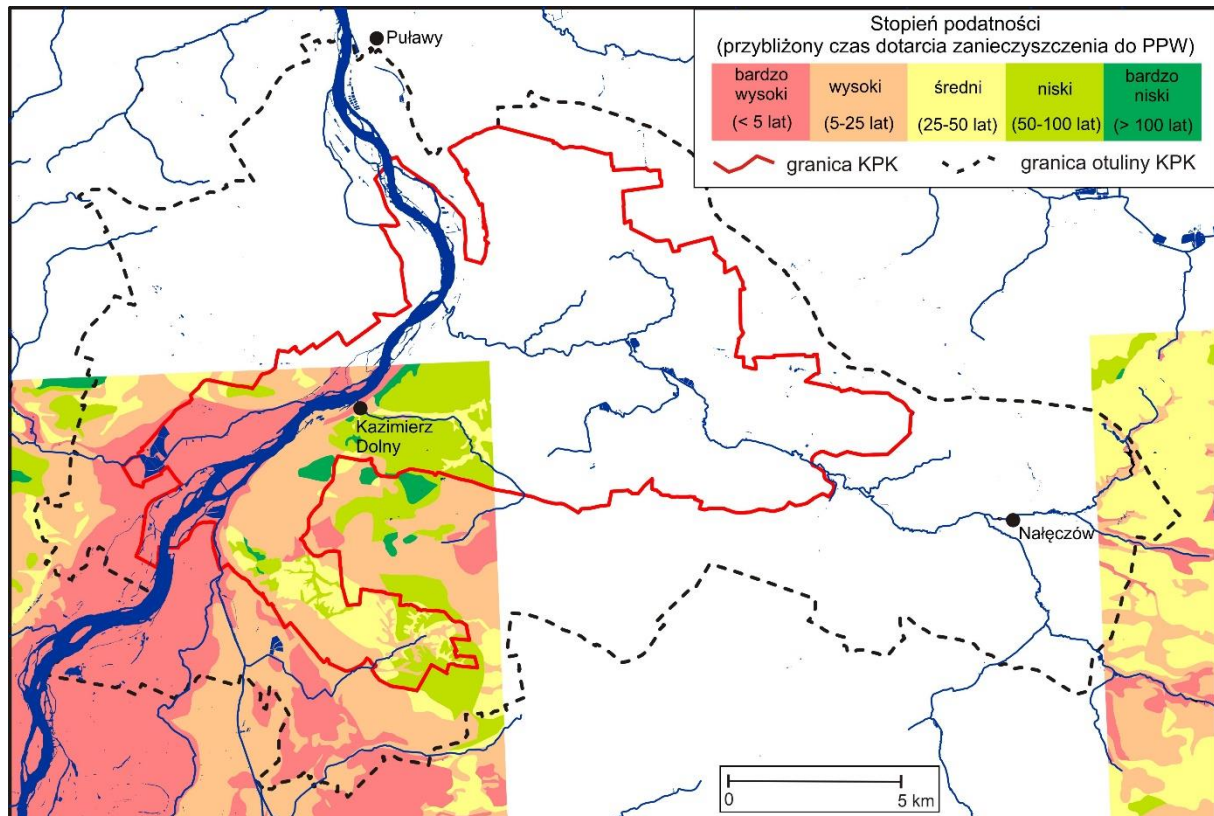 Puławy
Stopień podatności
(przybliżony czas dotarcia zanieczyszczenia do PPW)
bardzo
wysoki
(< 5 lat)
wysoki
(5-25 lat)
średni
(25-50 lat)
niski
(50-100 lat)
bardzo
niski
(> 100 lat)
granica KPK
granica otuliny KPK
Kazimierz
Dolny
Nałęczów
0
5 km